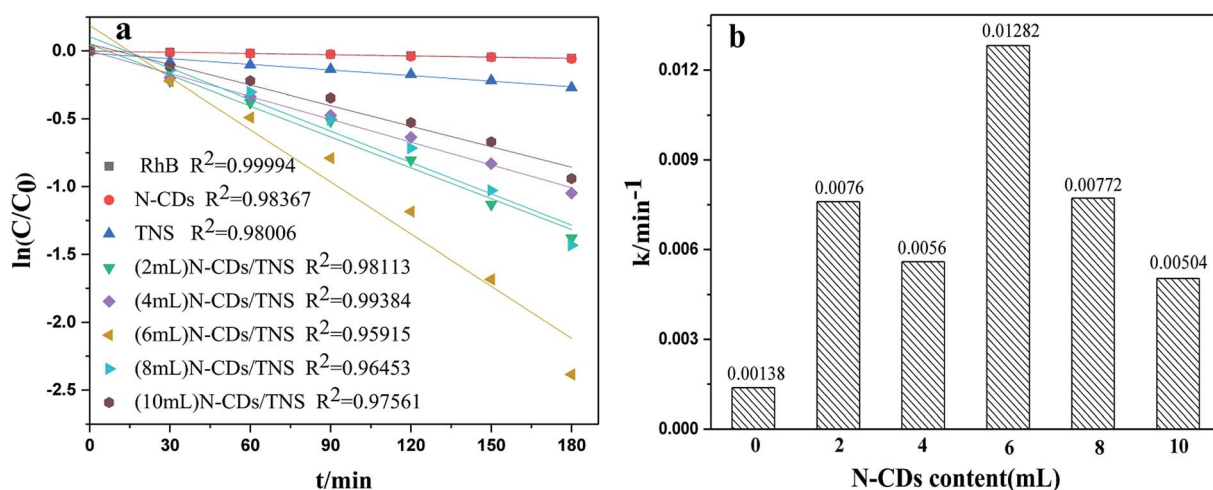 a
0.0
-0.5
-1.0
-1.5
-2.0
-2.5
ln(C/C0)
RhB R2=0.99994
N-CDs R2=0.98367
TNS R2=0.98006
(2mL)N-CDs/TNS R2=0.98113
(4mL)N-CDs/TNS R2=0.99384
(6mL)N-CDs/TNS R2=0.95915
(8mL)N-CDs/TNS R2=0.96453
(10mL)N-CDs/TNS R2=0.97561
0 30 60 90 120 150 180
t/min
b
0.012
0.009
0.006
0.003
0.000
k/min-1
0.00138
0.0076
0.0056
0.01282
0.00772
0.00504
0 2 4 6 8 10
N-CDs content(mL)